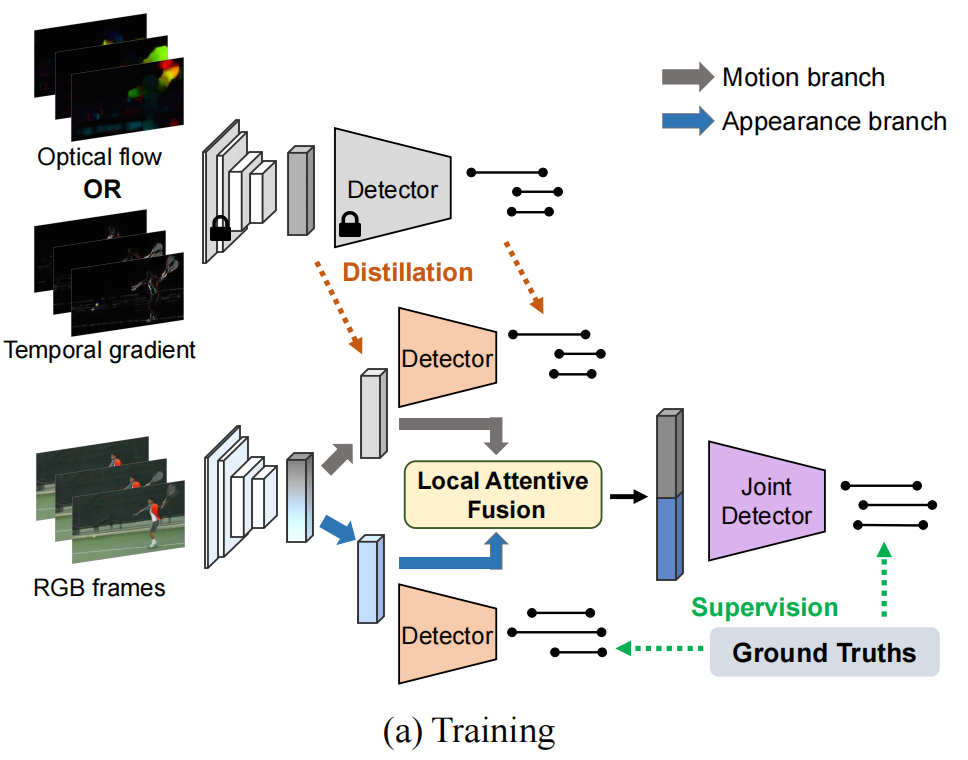 Motion branch
Appearance branch
Optical flow
OR
Temporal gradient
Detector
Distillation
Detector
RGB frames
Local Attentive
Fusion
Detector
Joint
Detector
Supervision
Ground Truths
(a) Training